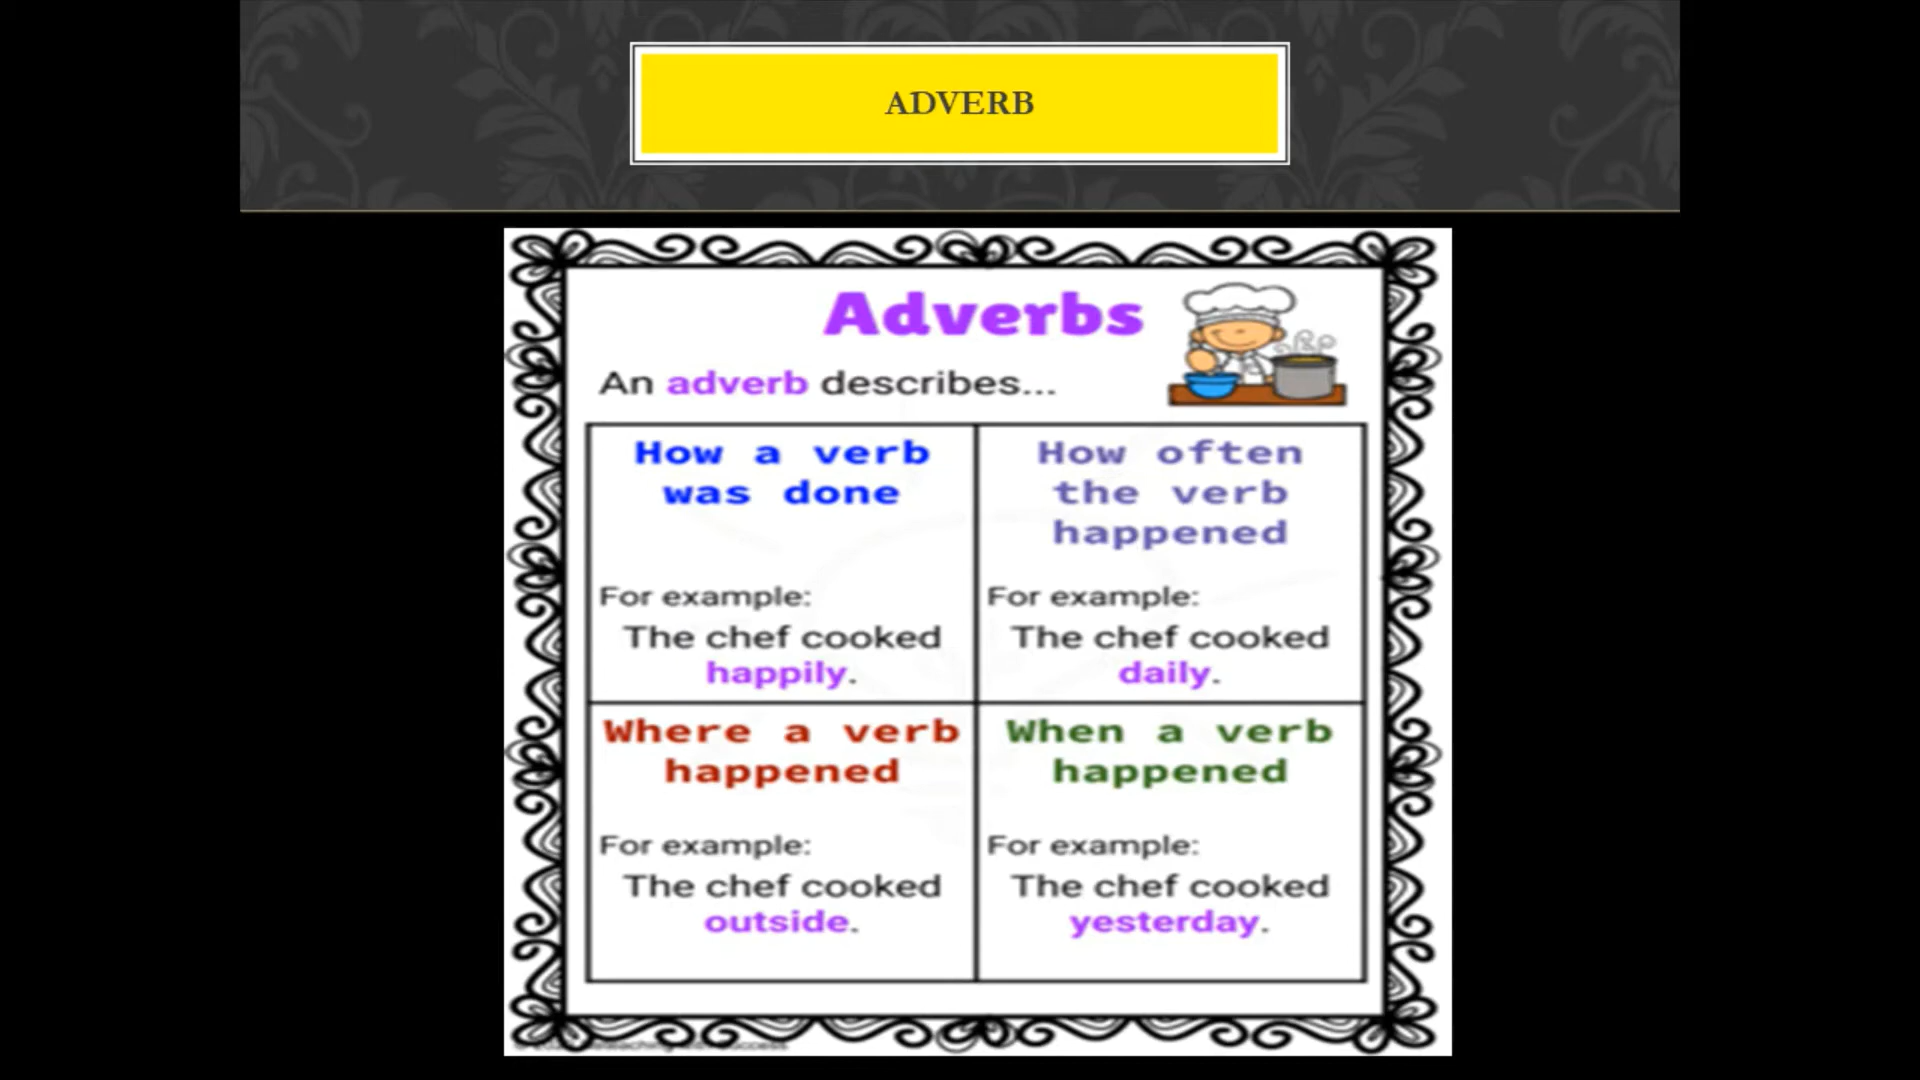 ADVERB
Adverbs
An adverb describes...
How a verb
was done
For example:
The chef cooked
happily.
How often
the verb
happened
For example:
The chef cooked
daily.
Where a verb
happened
For example:
The chef cooked
outside.
When a verb
happened
For example:
The chef cooked
yesterday.